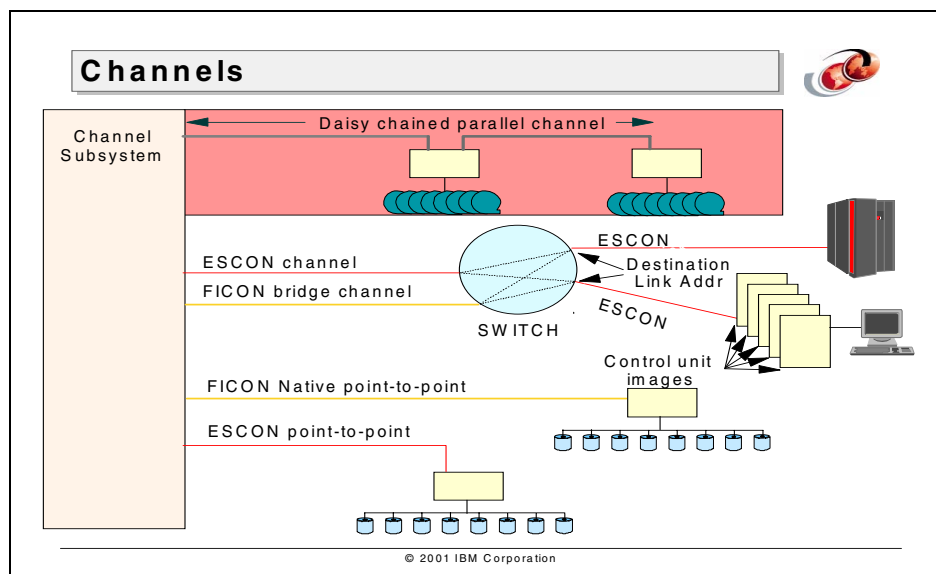 Channels
Channel
Subsystem
Daisy chained parallel channel
ESCON channel
FICON bridge channel
SWITCH
ESCON
Destination
Link Addr
ESCON
Control unit
images
FICON Native point-to-point
ESCON point-to-point
© 2001 IBM Corporation